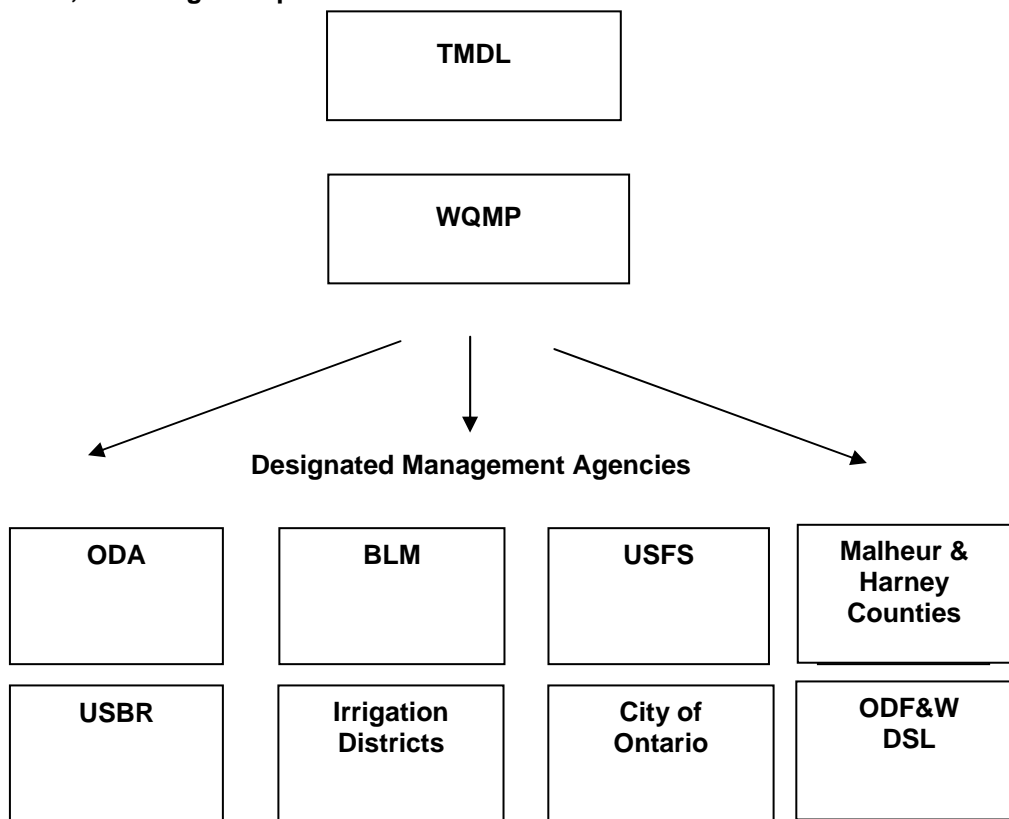 TMDL
WQMP
Designated Management Agencies
ODA
BLM
USFS
Malheur &
Harney
Counties
USBR
Irrigation
Districts
City of
Ontario
ODF&W
DSL